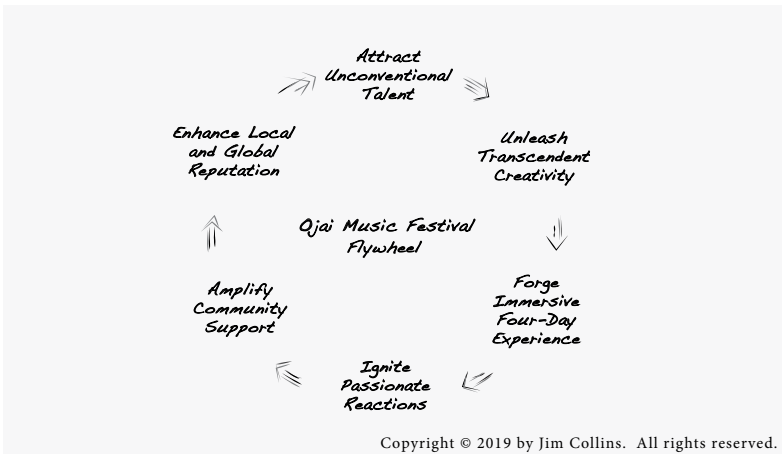 Attract
Unconventional
Talent
Unleash
Transcendent
Creativity
Forge
Immersive
Four-Day
Experience
Ignite
Passionate
Reactions
Amplify
Community
Support
Enhance Local
and Global
Reputation
Ojai Music Festival
Flywheel
Copyright © 2019 by Jim Collins. All rights reserved.